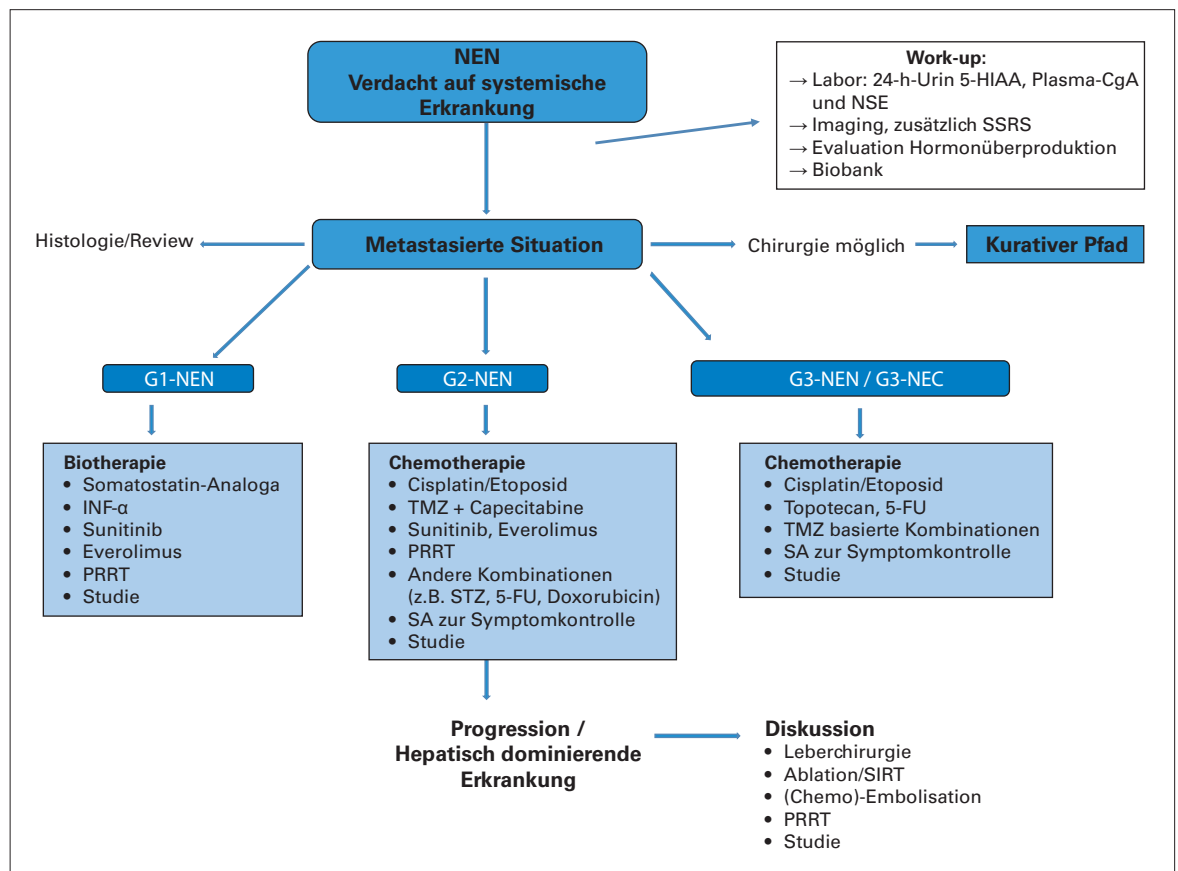 NEN
Verdacht auf systemische
Erkrankung
Work-up:
→ Labor: 24-h-Urin 5-HIAA, Plasma-CgA
und NSE
→ Imaging, zusätzlich SSRS
→ Evaluation Hormonüberproduktion
→ Biobank
Histologie/Review
Metastasierte Situation
Chirurgie möglich
Kurativer Pfad
G1-NEN
G2-NEN
G3-NEN / G3-NEC
Biotherapie
• Somatostatin-Analoga
• INF-α
• Sunitinib
• Everolimus
• PRRT
• Studie
Chemotherapie
• Cisplatin/Etoposid
• TMZ + Capecitabine
• Sunitinib, Everolimus
• PRRT
• Andere Kombinationen
(z.B. STZ, 5-FU, Doxorubicin)
• SA zur Symptomkontrolle
• Studie
Chemotherapie
• Cisplatin/Etoposid
• Topotecan, 5-FU
• TMZ basierte Kombinationen
• SA zur Symptomkontrolle
• Studie
Progression /
Hepatisch dominierende
Erkrankung
Diskussion
• Leberchirurgie
• Ablation/SIRT
• (Chemo)-Embolisation
• PRRT
• Studie